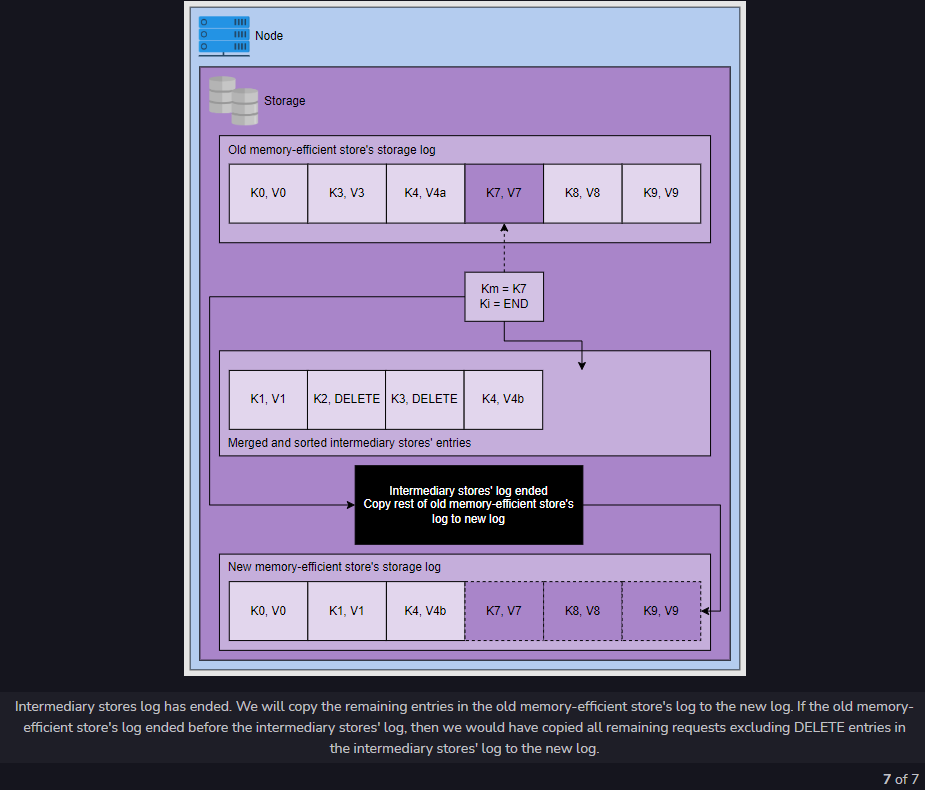 Node
Storage
Old memory-efficient store's storage log
K0, V0
K3, V3
K4, V4a
K7, V7
K8, V8
K9, V9
Km = K7
Ki = END
K1, V1
K2, DELETE
K3, DELETE
K4, V4b
Merged and sorted intermediary stores' entries
Intermediary stores' log ended
Copy rest of old memory-efficient store's
log to new log
New memory-efficient store's storage log
K0, V0
K1, V1
K4, V4b
K7, V7
K8, V8
K9, V9
Intermediary stores log has ended. We will copy the remaining entries in the old memory-efficient store's log to the new log. If the old memory-
efficient store's log ended before the intermediary stores' log, then we would have copied all remaining requests excluding DELETE entries in
the intermediary stores' log to the new log.
7 of 7